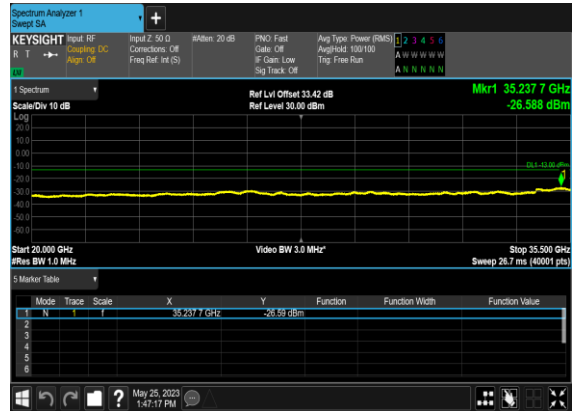 Spectrum Analyzer 1
Swept SA
+
KEYSIGHT Input: RF Input Z: 50 Ω #Atten: 20 dB PNO: Fast Avg Type: Power (RMS) 1 2 3 4 5 6
R T Coupling: DC Corrections: Off Gate: Off Avg|Hold: 100/100 A W W W W W
Align: Off Freq Ref: Int (S) IF Gain: Low Trig: Free Run
Sig Track: Off A N N N N N
1 Spectrum Ref Lvl Offset 33.42 dB Mkr1 35.237 7 GHz
Scale/Div 10 dB Ref Level 30.00 dBm -26.588 dBm
Log
20.0
10.0
0.00
-10.0
DL1 -13.00 dBm
-20.0
1
-30.0
-40.0
-50.0
-60.0
Start 20.000 GHz Video BW 3.0 MHz* Stop 35.500 GHz
#Res BW 1.0 MHz Sweep 26.7 ms (40001 pts)
5 Marker Table
Mode Trace Scale X Y Function Function Width Function Value
1 N 1 f 35.237 7 GHz -26.59 dBm
2
3
4
5
6
? May 25, 2023
1:47:17 PM